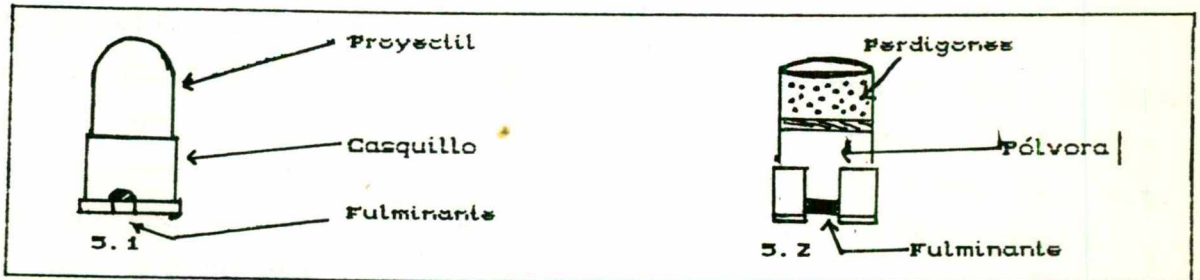 Proyectil
Casquillo
Fulminante
5.1
Perdigones
Pólvora
Fulminante
5.2